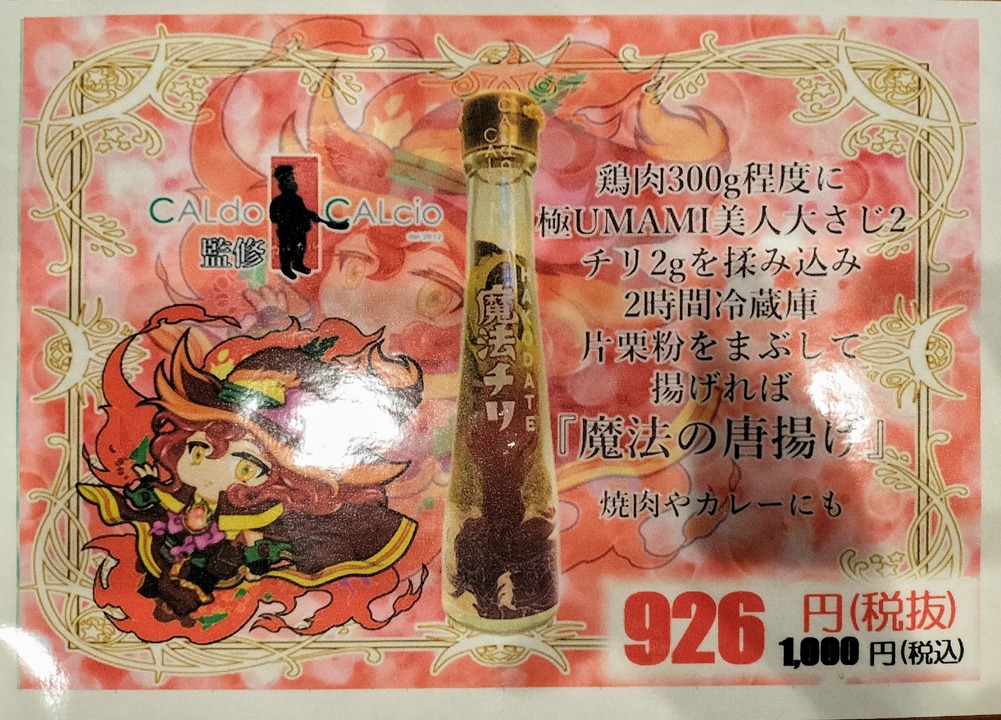 CALdo CALcio
監修
魔法チリ
DATE
鶏肉300g程度に
極UMAMI美人大さじ2
チリ2gを揉み込み
2時間冷蔵庫
片栗粉をまぶして
揚げれば
『魔法の唐揚げ』
焼肉やカレーにも
926円(税抜)
1,000円(税込)